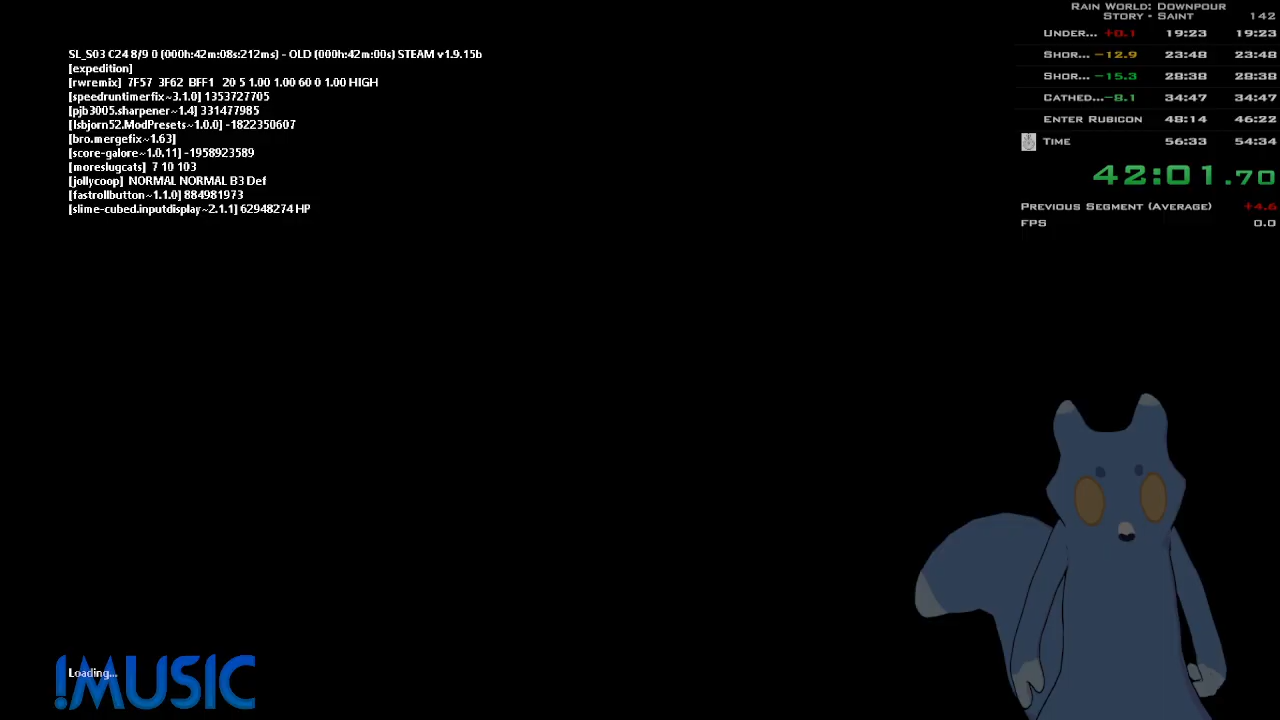 SL_S03 C24 8/9 0 (000h:42m:08s:212ms) - OLD (000h:42m:00s) STEAM v1.9.15b
[expedition]
[rwremix] 7F57 3F62 BFF1 20 5 1.00 1.00 60 0 1.00 HIGH
[speedruntimerfix~3.1.0] 1353727705
[pjb3005.sharpener~1.4] 331477985
[lsbjorn52.ModPresets~1.0.0] -1822350607
[bro.mergefix~1.63]
[score-galore~1.0.11] -1958923589
[moreslugcats] 7 10 103
[jollycoop] NORMAL NORMAL B3 Def
[fastrollbutton~1.1.0] 884981973
[slime-cubed.inputdisplay~2.1.1] 62948274 HP
Rain World: Downpour
Story - Saint 142
Under... +0.1 19:23 19:23
Shor... -12.9 23:48 23:48
Shor... -15.3 28:38 28:38
Cathed... -8.1 34:47 34:47
Enter Rubicon 48:14 46:22
Time 56:33 54:34
42:01.70
Previous Segment (Average) +4.6
FPS 0.0
Loading...
!MUSIC